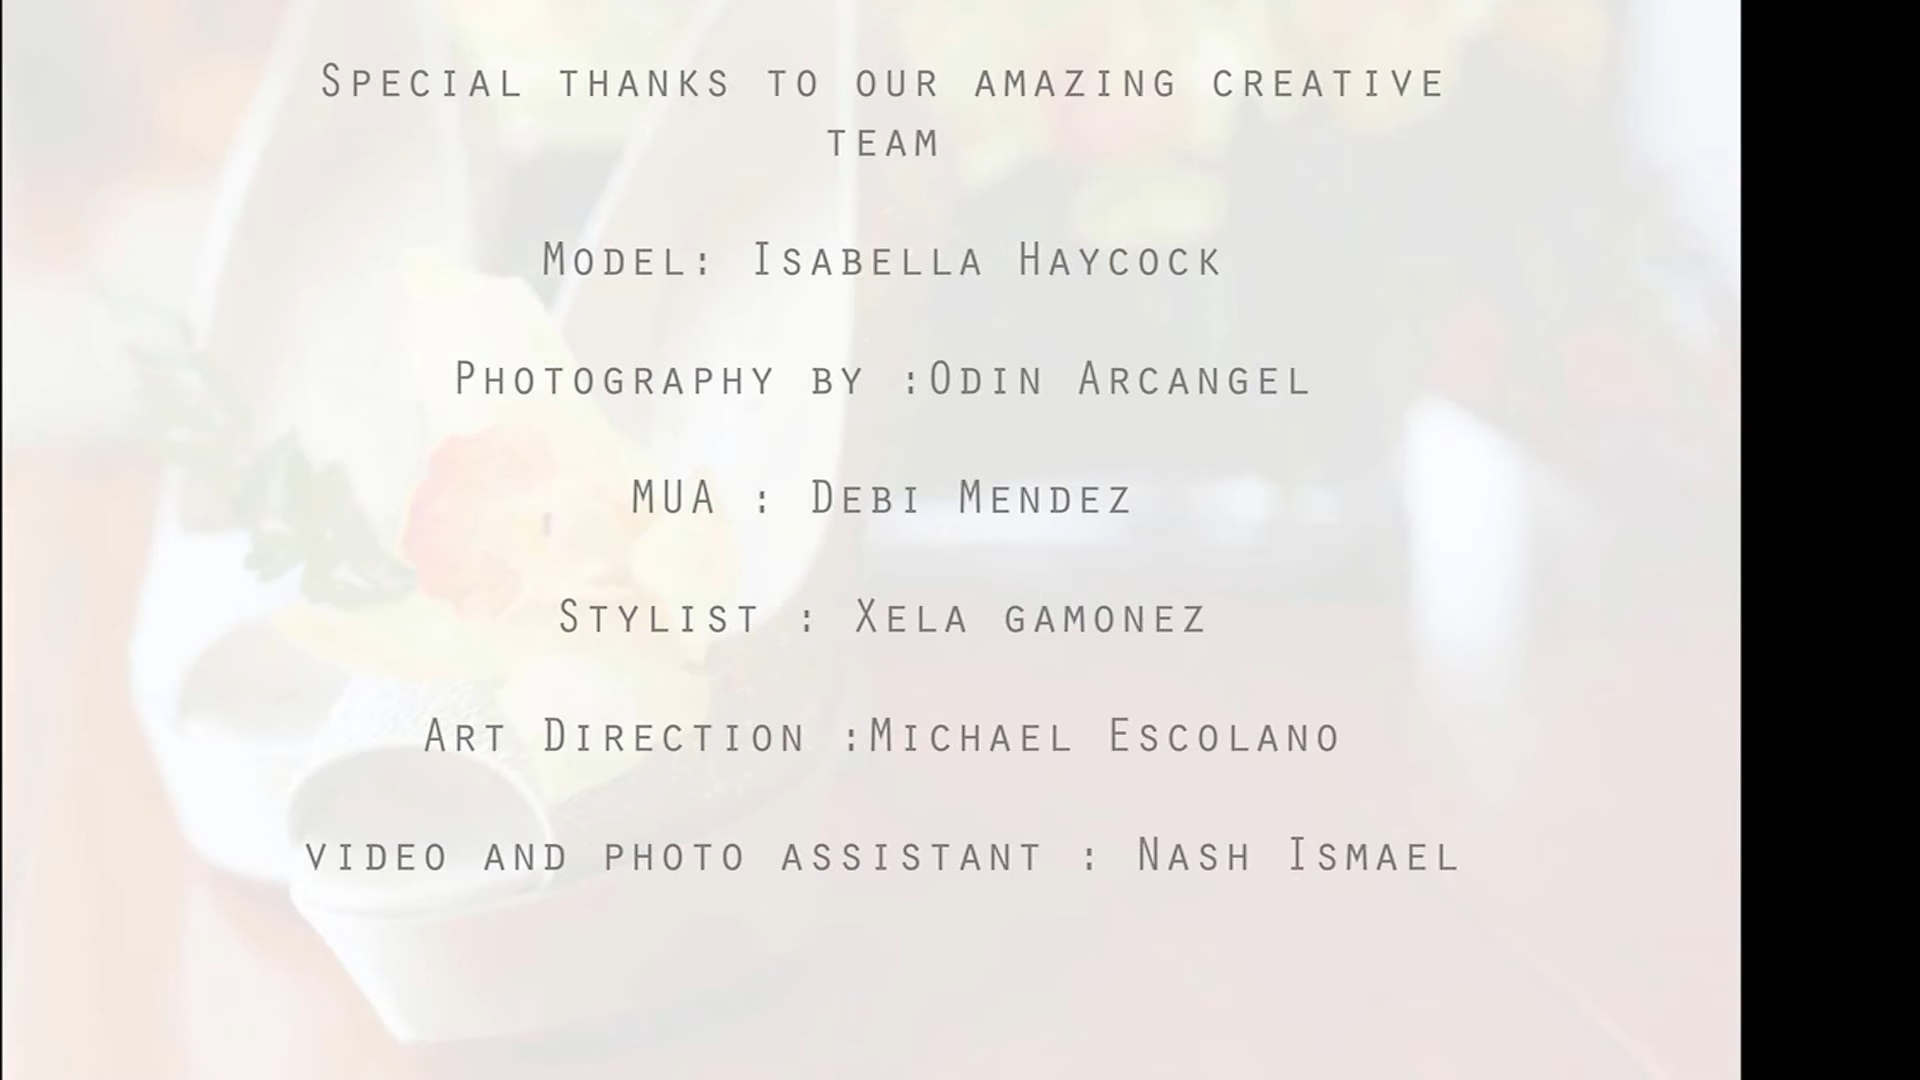 Special thanks to our amazing creative
team
Model: Isabella Haycock
Photography by :Odin Arcangel
MUA : Debi Mendez
Stylist : Xela gamonez
Art Direction :Michael Escolano
video and photo assistant : Nash Ismael